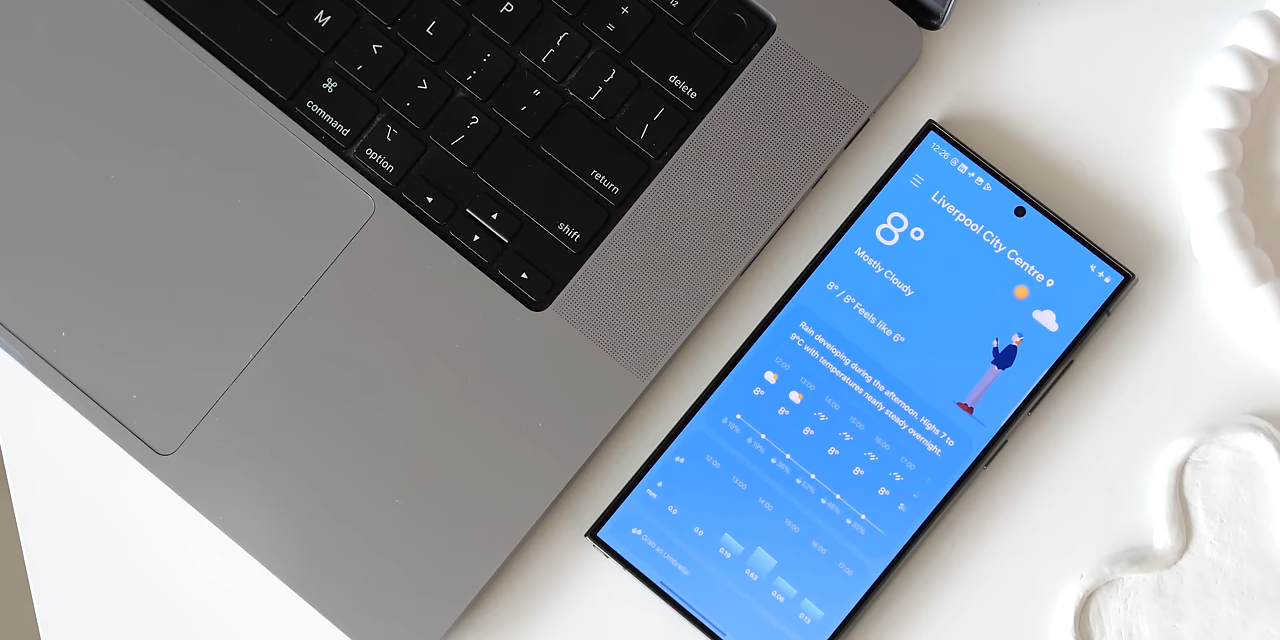 M
L
P
+
=
12
<
,
>
.
:
;
{
[
}
]
delete
"
'
|
\
?
/
return
⌘
command
⌥
option
shift
◀
▲
▼
▶
12:26
Liverpool City Centre
8°
Mostly Cloudy
8° / 8° Feels like 6°
Rain developing during the afternoon. Highs 7 to
9°C with temperatures nearly steady overnight.
12:00 13:00 14:00 15:00 16:00 17:00
8° 8° 8° 8° 8° 8°
19% 19%
12:00 13:00 14:00 15:00 16:00 17:00
mm
0.0 0.0 0.19 0.63 0.06 0.13
Grab an Umbrella!